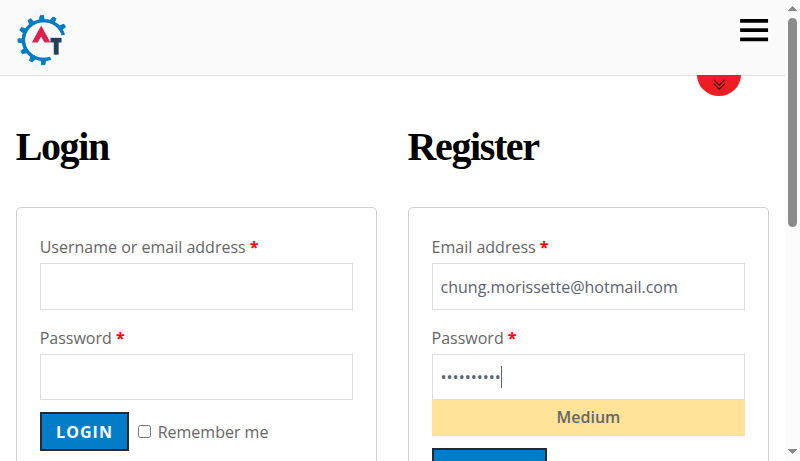 AT
Login
Username or email address *
Password *
LOGIN
Remember me
Register
Email address *
chung.morissette@hotmail.com
Password *
••••••••••
Medium